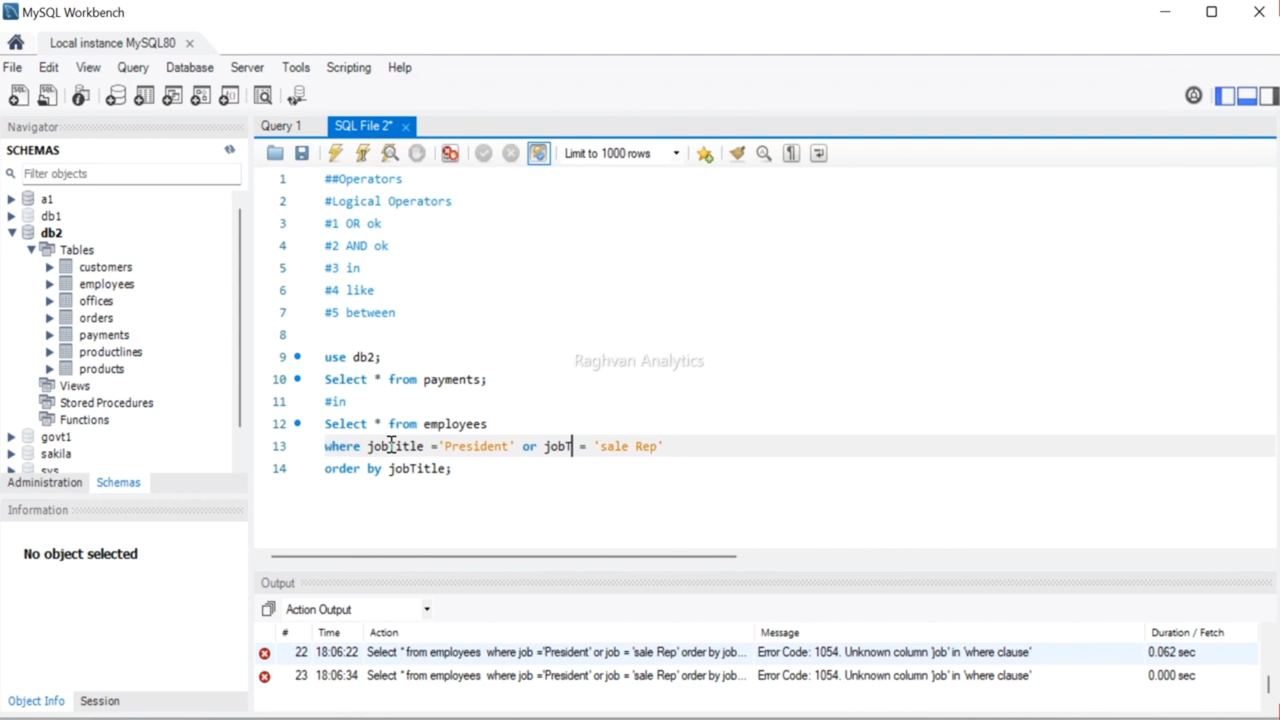 MySQL Workbench
Local instance MySQL80
File Edit View Query Database Server Tools Scripting Help
Navigator
SCHEMAS
Filter objects
a1
db1
db2
Tables
customers
employees
offices
orders
payments
productlines
products
Views
Stored Procedures
Functions
govt1
sakila
sys
Administration Schemas
Information
No object selected
Object Info Session
Query 1 SQL File 2*
Limit to 1000 rows
1 ##Operators
2 #Logical Operators
3 #1 OR ok
4 #2 AND ok
5 #3 in
6 #4 like
7 #5 between
8
9 use db2;
10 Select * from payments;
11 #in
12 Select * from employees
13 where jobTitle ='President' or jobT = 'sale Rep'
14 order by jobTitle;
Raghvan Analytics
Output
Action Output
# Time Action Message Duration / Fetch
22 18:06:22 Select * from employees where job ='President' or job = 'sale Rep' order by job... Error Code: 1054. Unknown column 'job' in 'where clause' 0.062 sec
23 18:06:34 Select * from employees where job ='President' or job = 'sale Rep' order by job... Error Code: 1054. Unknown column 'job' in 'where clause' 0.000 sec